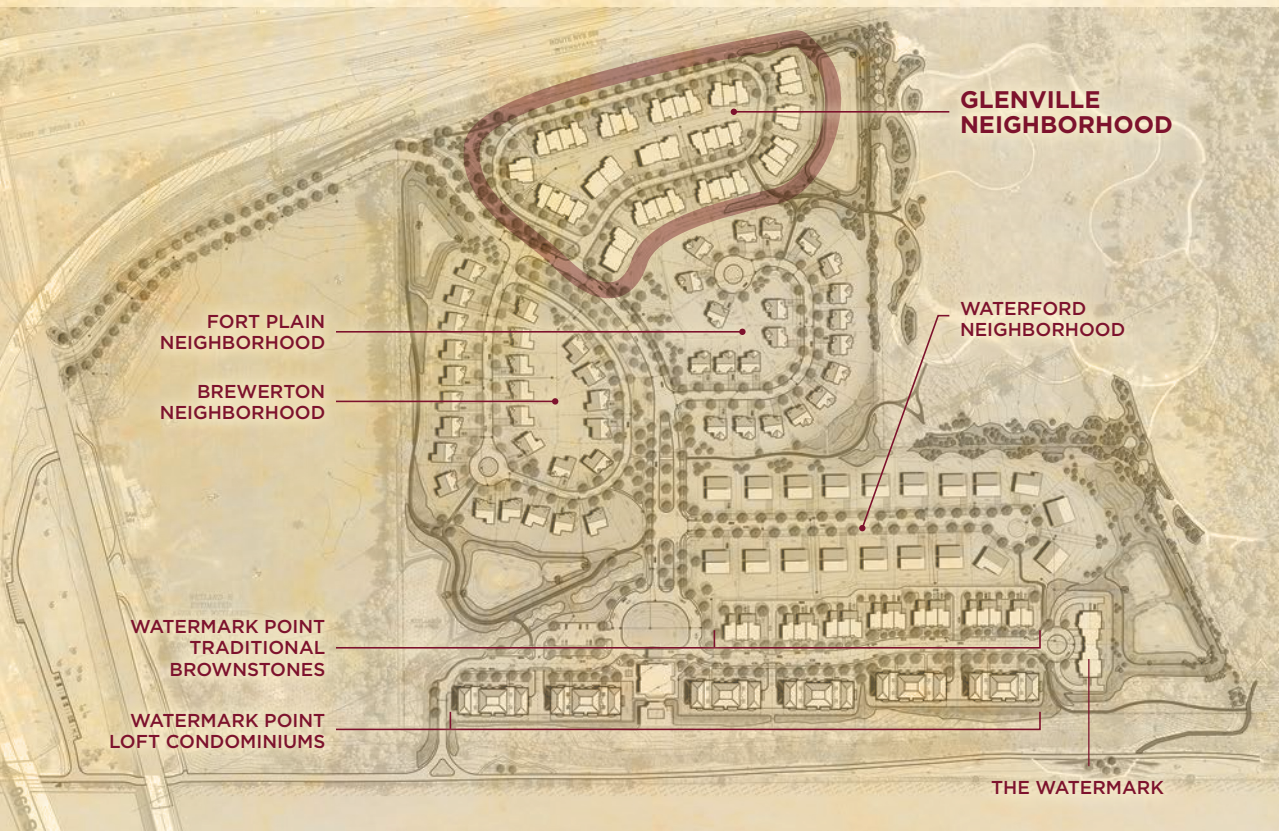 GLENVILLE
NEIGHBORHOOD
FORT PLAIN
NEIGHBORHOOD
WATERFORD
NEIGHBORHOOD
BREWERTON
NEIGHBORHOOD
WATERMARK POINT
TRADITIONAL
BROWNSTONES
WATERMARK POINT
LOFT CONDOMINIUMS
THE WATERMARK